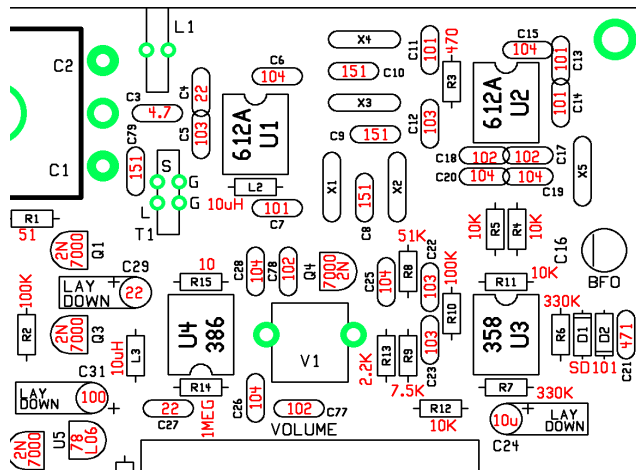 L1
C2
C1
C3
4.7
C4
22
C5
103
C6
104
612A
U1
X4
151
C10
X3
C9
151
C11
101
470
R3
C12
103
C15
104
101
C13
612A
U2
101
C14
C79
151
S
G
L
G
T1
L2
10uH
101
C7
X1
151
C8
X2
C18
102
102
C17
C20
104
104
C19
X5
R1
51
2N
7000
Q1
C29
LAY
DOWN
22
10
R15
C28
104
C78
102
Q4
7000
2N
51K
R8
C22
103
C25
104
100K
R10
10K
R5
R4
10K
C16
BFO
R11
10K
100K
R2
2N
7000
Q3
10uH
L3
U4
386
V1
2.2K
R13
R9
7.5K
103
C23
358
U3
330K
R6
D1
D2
SD101
471
C21
C31
LAY
DOWN
100
R14
1MEG
22
C27
C26
104
102
C77
VOLUME
R12
10K
R7
330K
10u
LAY
DOWN
C24
2N
7000
U5
78
L06